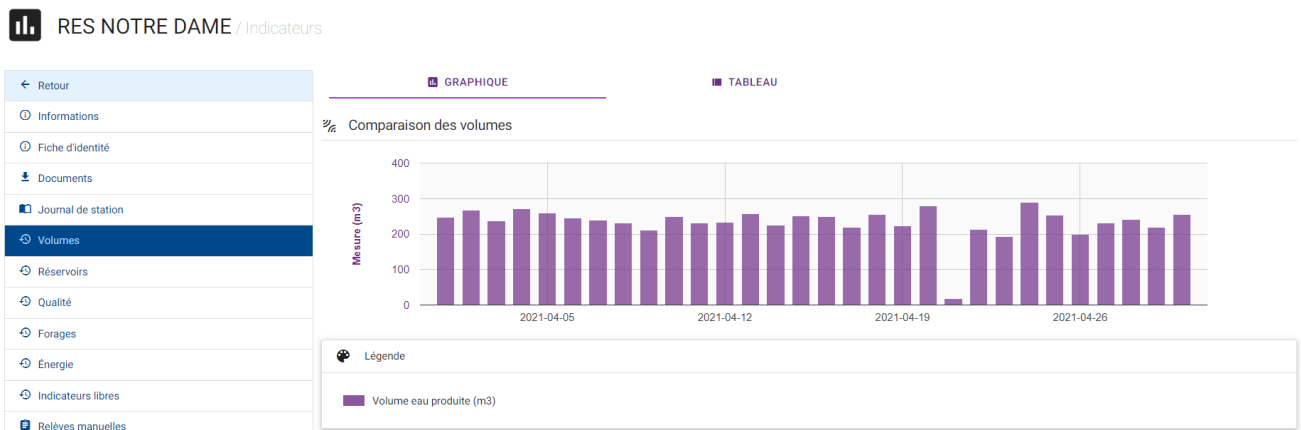 RES NOTRE DAME / Indicateurs
Retour
Informations
Fiche d'identité
Documents
Journal de station
Volumes
Réservoirs
Qualité
Forages
Énergie
Indicateurs libres
Relèves manuelles
GRAPHIQUE
TABLEAU
Comparaison des volumes
Mesure (m3)
400
300
200
100
0
2021-04-05
2021-04-12
2021-04-19
2021-04-26
Légende
Volume eau produite (m3)